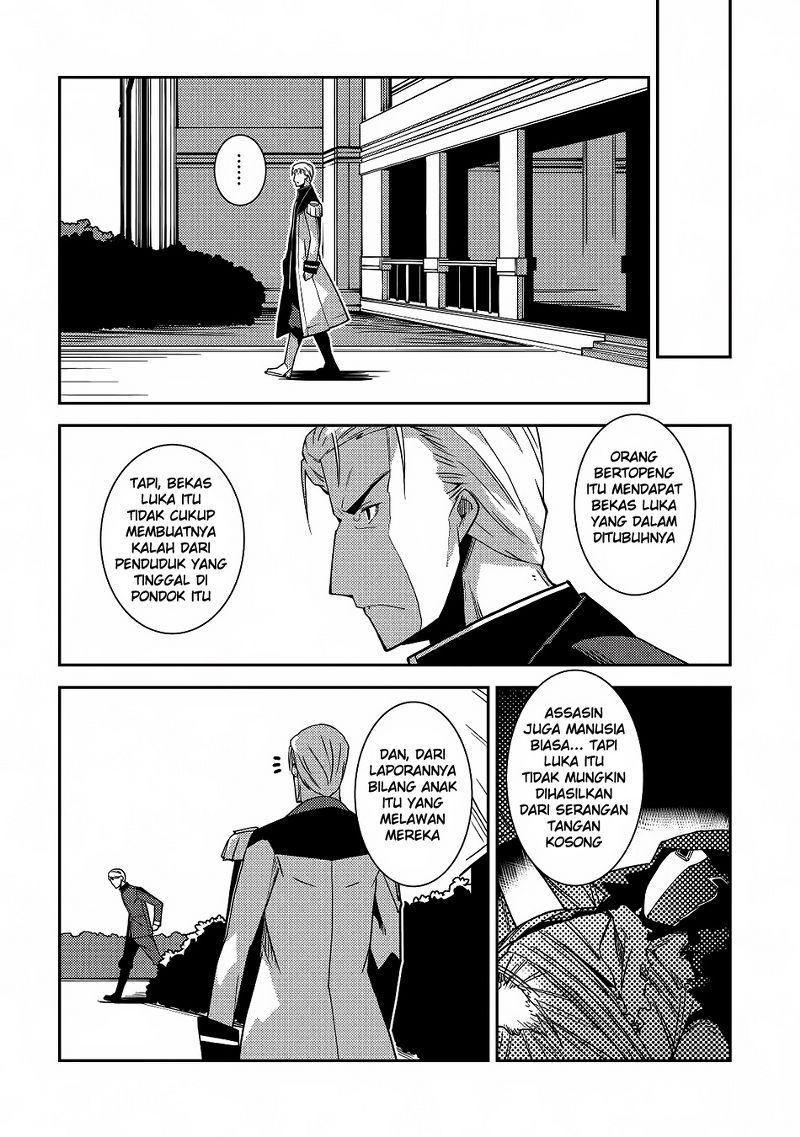 ......
ORANG
BERTOPENG
ITU MENDAPAT
BEKAS LUKA
YANG DALAM
DITUBUHNYA
TAPI, BEKAS
LUKA ITU
TIDAK CUKUP
MEMBUATNYA
KALAH DARI
PENDUDUK YANG
TINGGAL DI
PONDOK ITU
ASSASIN
JUGA MANUSIA
BIASA... TAPI
LUKA ITU
TIDAK MUNGKIN
DIHASILKAN
DARI SERANGAN
TANGAN
KOSONG
DAN, DARI
LAPORANNYA
BILANG ANAK
ITU YANG
MELAWAN
MEREKA